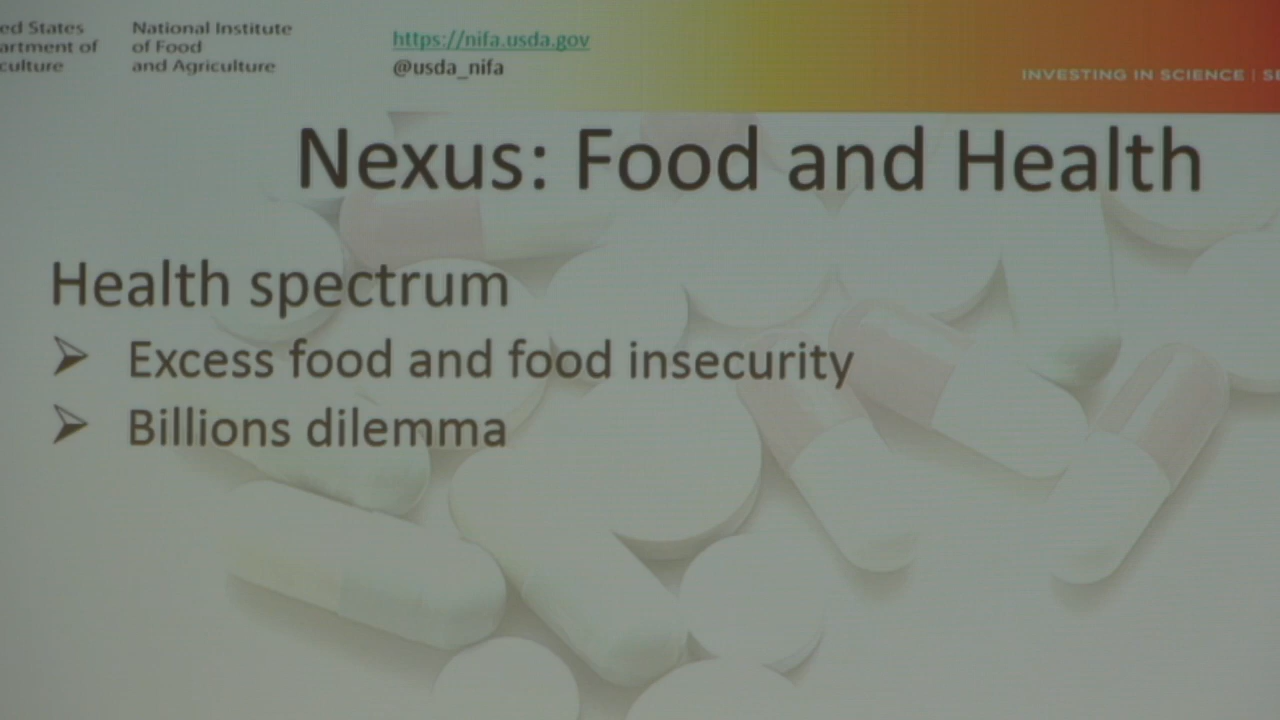 ed States
artment of
culture
National Institute
of Food
and Agriculture
https://nifa.usda.gov
@usda_nifa
INVESTING IN SCIENCE |
Nexus: Food and Health
Health spectrum
➢ Excess food and food insecurity
➢ Billions dilemma